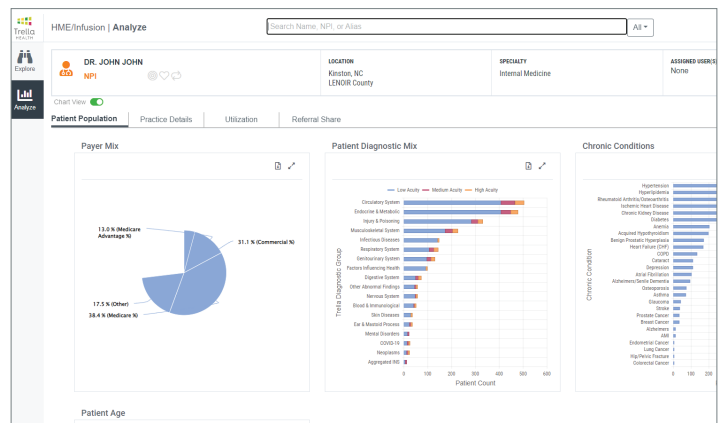 Trella
HEALTH
HME/Infusion | Analyze
Search Name, NPI, or Alias
All
Explore
Analyze
DR. JOHN JOHN
NPI
LOCATION
Kinston, NC
LENOIR County
SPECIALTY
Internal Medicine
ASSIGNED USER(S)
None
Chart View
Patient Population
Practice Details
Utilization
Referral Share
Payer Mix
13.0 % (Medicare
Advantage %)
31.1 % (Commercial %)
17.5 % (Other)
38.4 % (Medicare %)
Patient Diagnostic Mix
Low Acuity
Medium Acuity
High Acuity
Trella Diagnostic Group
Circulatory System
Endocrine & Metabolic
Injury & Poisoning
Musculoskeletal System
Infectious Diseases
Respiratory System
Genitourinary System
Factors Influencing Health
Digestive System
Other Abnormal Findings
Nervous System
Blood & Immunological
Skin Diseases
Ear & Mastoid Process
Mental Disorders
COVID-19
Neoplasms
Aggregated INS
0 100 200 300 400 500 600
Patient Count
Chronic Conditions
Chronic Condition
Hypertension
Hyperlipidemia
Rheumatoid Arthritis/Osteoarthritis
Ischemic Heart Disease
Chronic Kidney Disease
Diabetes
Anemia
Acquired Hypothyroidism
Benign Prostatic Hyperplasia
Heart Failure (CHF)
COPD
Cataract
Depression
Atrial Fibrillation
Alzheimers/Senile Dementia
Osteoporosis
Asthma
Glaucoma
Stroke
Prostate Cancer
Breast Cancer
Alzheimers
AMI
Endometrial Cancer
Lung Cancer
Hip/Pelvic Fracture
Colorectal Cancer
0 100 200
Patient Age